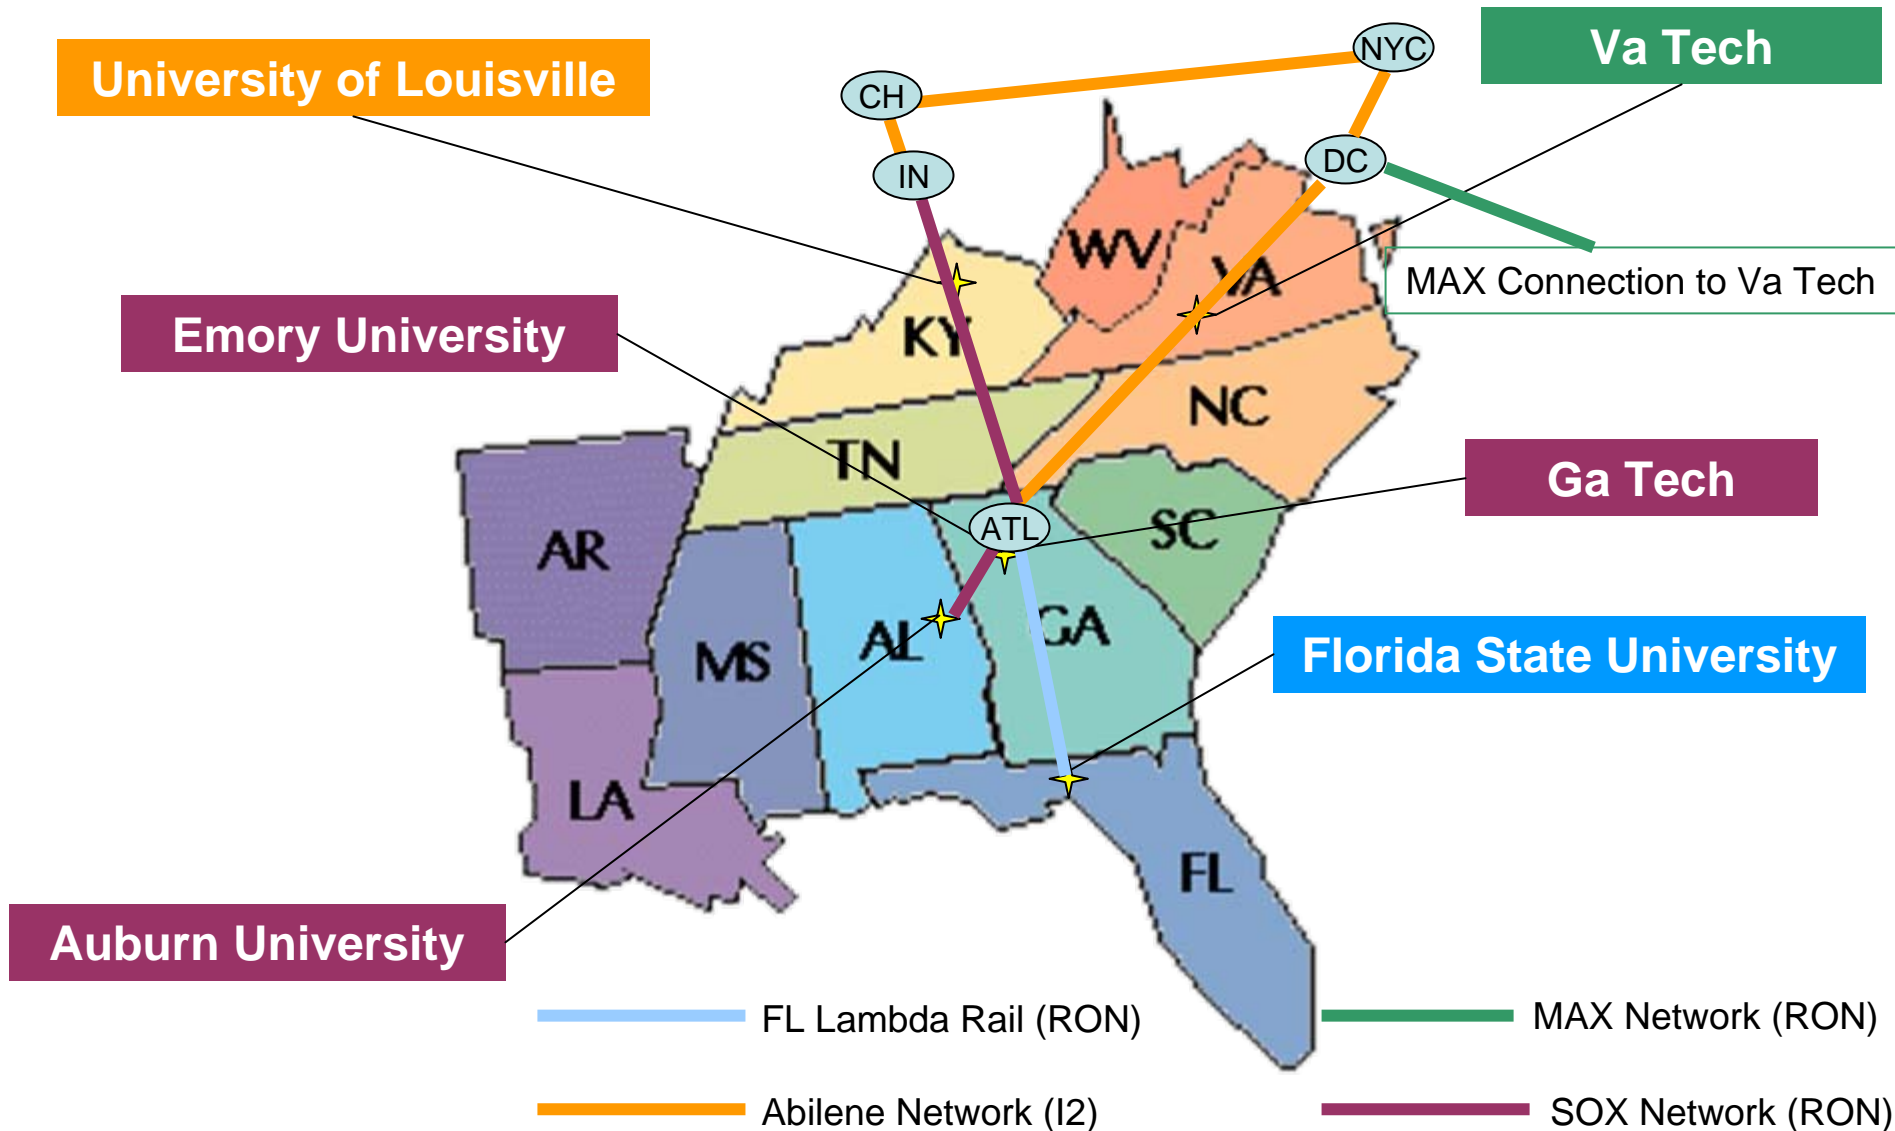 NYC
Va Tech
University of Louisville
CH
DC
IN
WV
VA
MAX Connection to Va Tech
Emory University
KY
NC
TN
Ga Tech
ATL
SC
AR
GA
AL
MS
Florida State University
LA
FL
Auburn University
FL Lambda Rail (RON)
MAX Network (RON)
Abilene Network (I2)
SOX Network (RON)